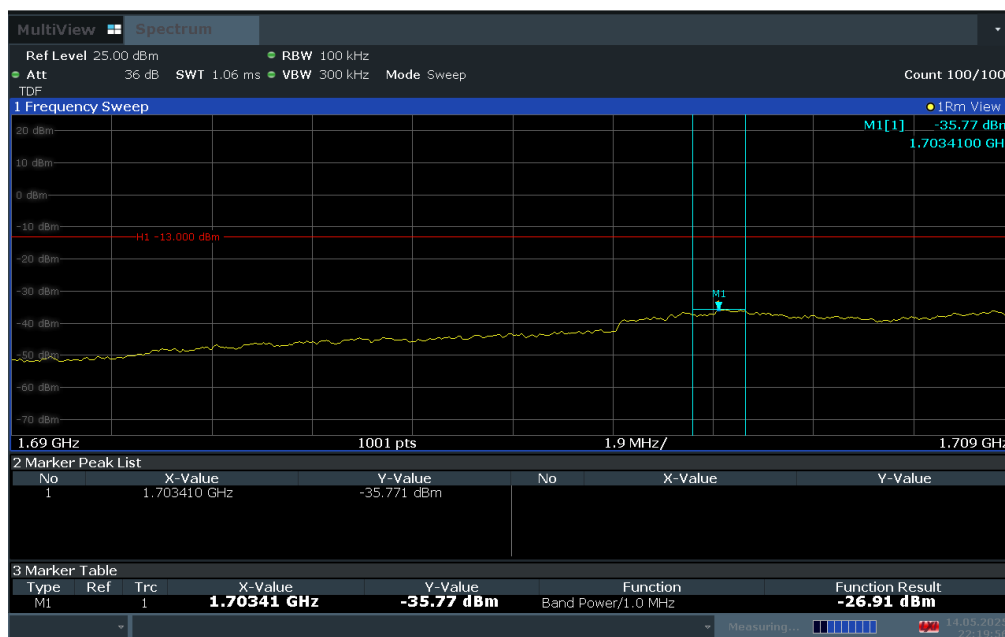 MultiView Spectrum
Ref Level 25.00 dBm RBW 100 kHz
Att 36 dB SWT 1.06 ms VBW 300 kHz Mode Sweep Count 100/100
TDF
1 Frequency Sweep 1Rm View
M1[1] -35.77 dBm
1.7034100 GH
20 dBm
10 dBm
0 dBm
-10 dBm
H1 -13.000 dBm
-20 dBm
-30 dBm
M1
-40 dBm
-50 dBm
-60 dBm
-70 dBm
1.69 GHz 1001 pts 1.9 MHz/ 1.709 GHz
2 Marker Peak List
No X-Value Y-Value No X-Value Y-Value
1 1.703410 GHz -35.771 dBm
3 Marker Table
Type Ref Trc X-Value Y-Value Function Function Result
M1 1 1.70341 GHz -35.77 dBm Band Power/1.0 MHz -26.91 dBm
Measuring...